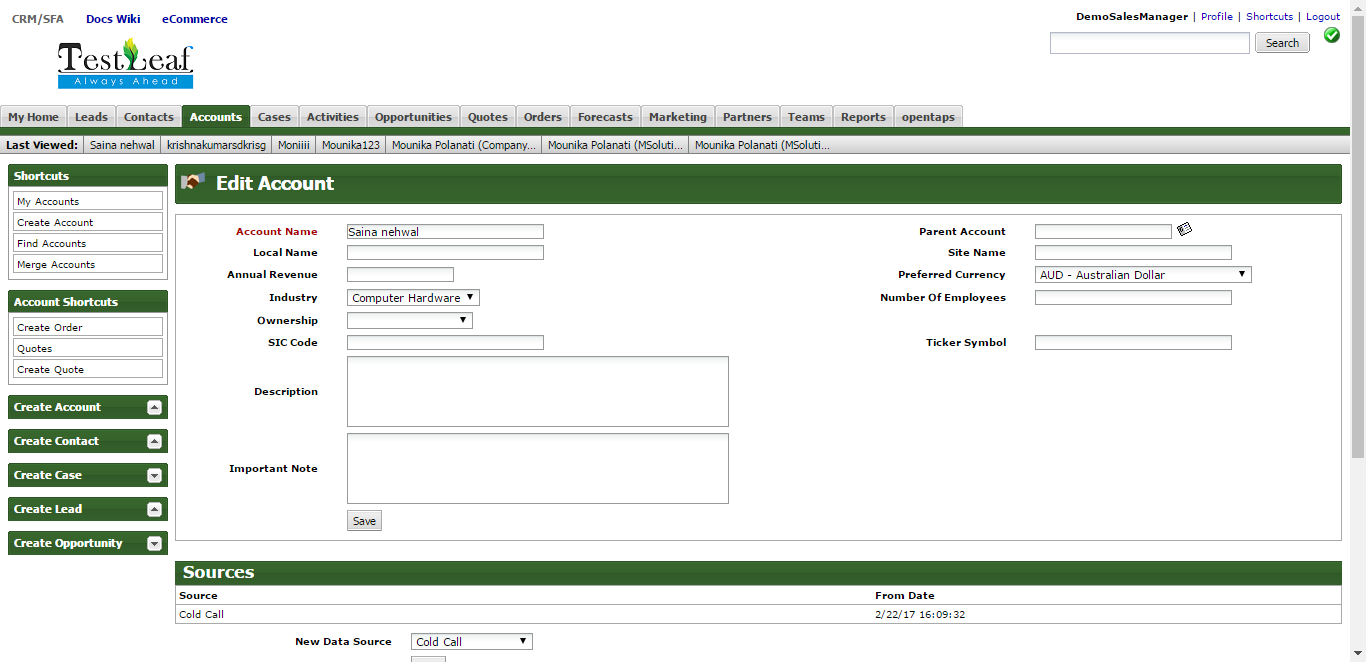 CRM/SFA Docs Wiki eCommerce
DemoSalesManager | Profile | Shortcuts | Logout
Search
TestLeaf
Always Ahead
My Home Leads Contacts Accounts Cases Activities Opportunities Quotes Orders Forecasts Marketing Partners Teams Reports opentaps
Last Viewed: Saina nehwal krishnakumarsdkrisg Moniiii Mounika123 Mounika Polanati (Company... Mounika Polanati (MSoluti... Mounika Polanati (MSoluti...
Shortcuts
My Accounts
Create Account
Find Accounts
Merge Accounts
Account Shortcuts
Create Order
Quotes
Create Quote
Create Account
Create Contact
Create Case
Create Lead
Create Opportunity
Edit Account
Account Name Saina nehwal Parent Account
Local Name Site Name
Annual Revenue Preferred Currency AUD - Australian Dollar
Industry Computer Hardware Number Of Employees
Ownership
SIC Code Ticker Symbol
Description
Important Note
Save
Sources
Source From Date
Cold Call 2/22/17 16:09:32
New Data Source Cold Call